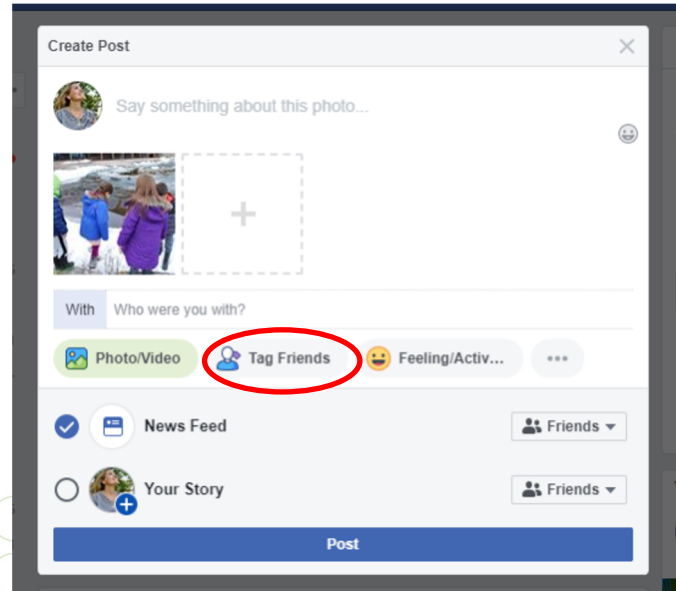 Create Post
Say something about this photo...
With Who were you with?
Photo/Video Tag Friends Feeling/Activ...
News Feed Friends
Your Story Friends
Post